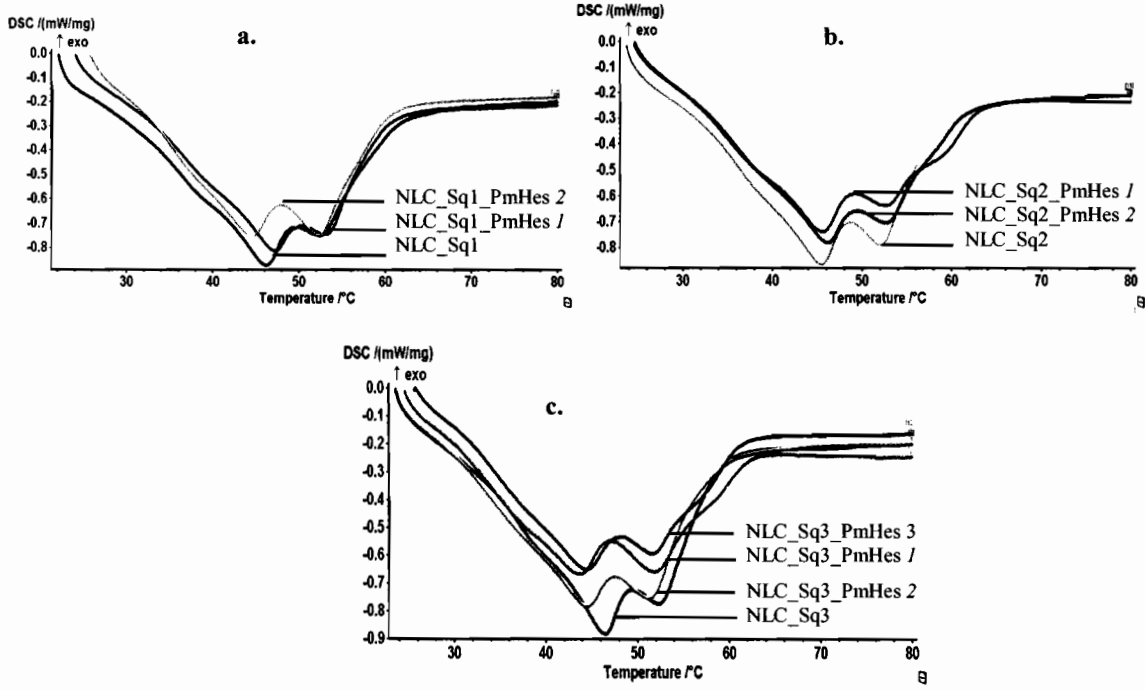 DSC /(mW/mg)
↑ exo
a.
0.0
-0.1
-0.2
-0.3
-0.4
-0.5
-0.6
-0.7
-0.8
NLC_Sq1_PmHes 2
NLC_Sq1_PmHes 1
NLC_Sq1
30 40 50 60 70 80
Temperature /°C
DSC /(mW/mg)
↑ exo
b.
0.0
-0.1
-0.2
-0.3
-0.4
-0.5
-0.6
-0.7
-0.8
NLC_Sq2_PmHes 1
NLC_Sq2_PmHes 2
NLC_Sq2
30 40 50 60 70 80
Temperature /°C
DSC /(mW/mg)
↑ exo
c.
0.0
-0.1
-0.2
-0.3
-0.4
-0.5
-0.6
-0.7
-0.8
-0.9
NLC_Sq3_PmHes 3
NLC_Sq3_PmHes 1
NLC_Sq3_PmHes 2
NLC_Sq3
30 40 50 60 70 80
Temperature /°C